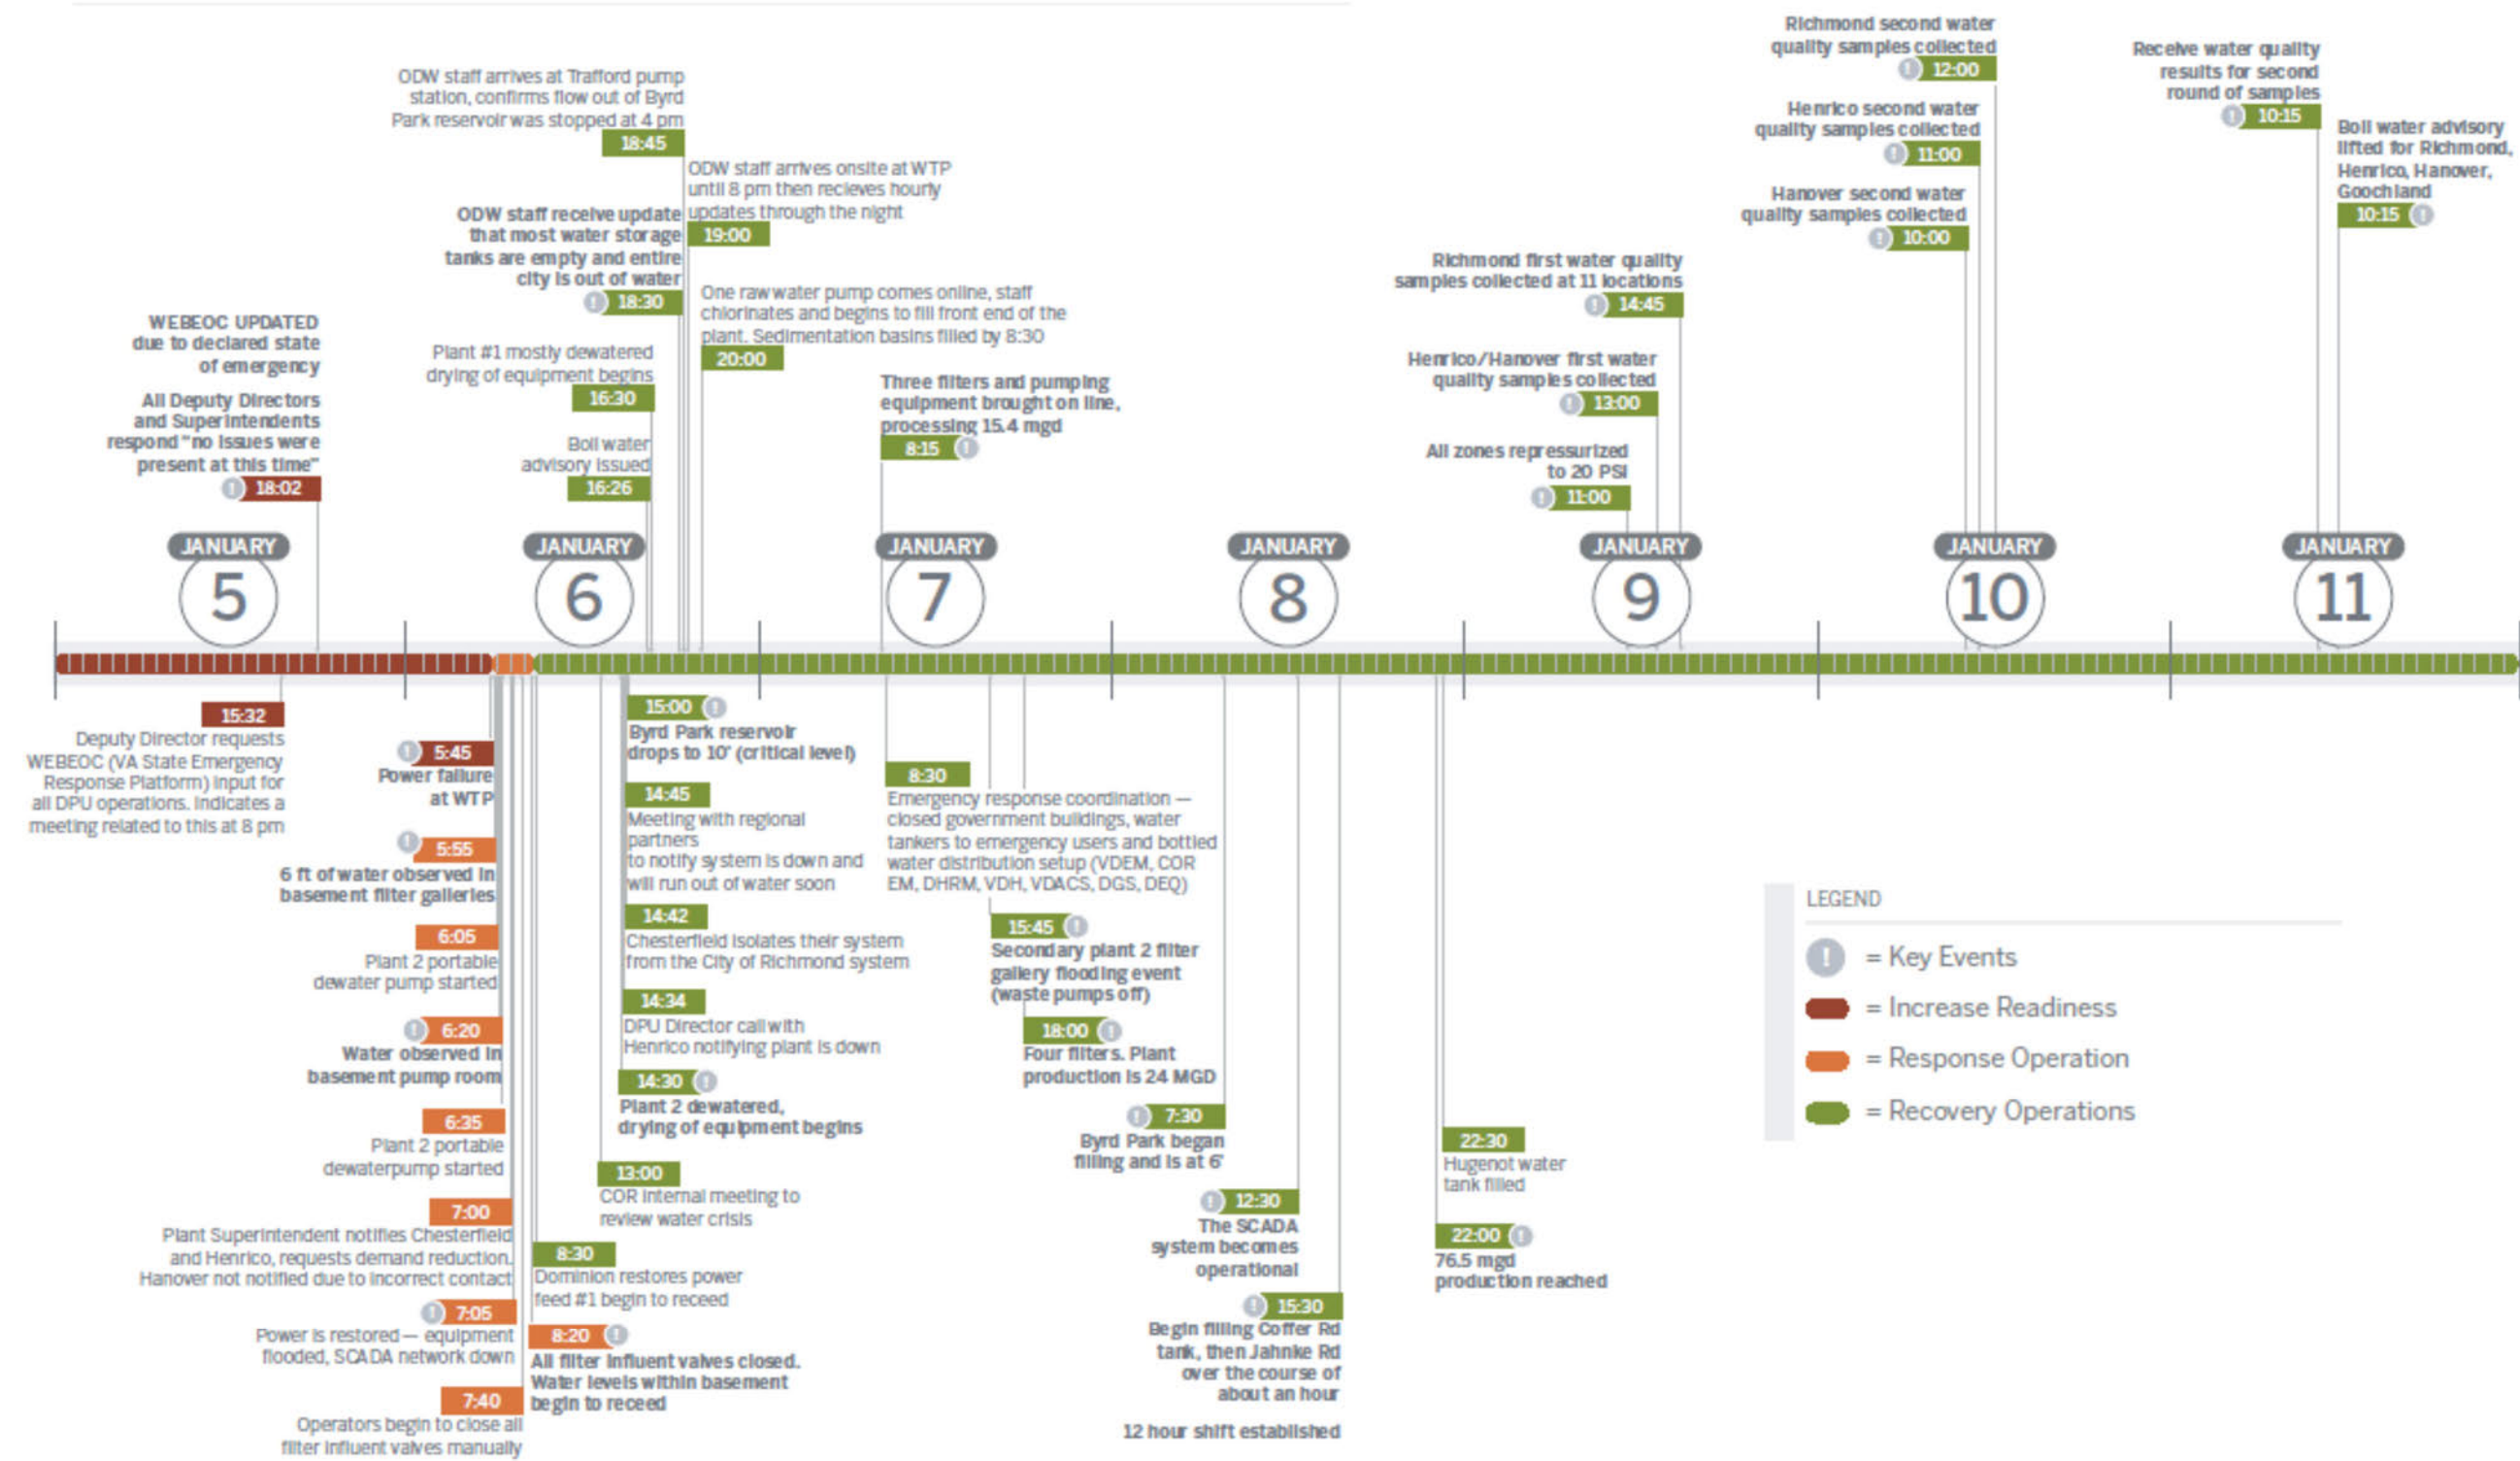 ODW staff arrives at Trafford pump
station, confirms flow out of Byrd
Park reservoir was stopped at 4 pm
18:45
ODW staff arrives onsite at WTP
until 8 pm then recieves hourly
updates through the night
19:00
ODW staff receive update
that most water storage
tanks are empty and entire
city is out of water
18:30
One raw water pump comes online, staff
chlorinates and begins to fill front end of the
plant. Sedimentation basins filled by 8:30
20:00
WEBEOC UPDATED
due to declared state
of emergency
All Deputy Directors
and Superintendents
respond "no issues were
present at this time"
18:02
Plant #1 mostly dewatered
drying of equipment begins
16:30
Boil water
advisory issued
16:26
Three filters and pumping
equipment brought on line,
processing 15.4 mgd
8:15
Richmond first water quality
samples collected at 11 locations
14:45
Henrico/Hanover first water
quality samples collected
13:00
All zones repressurized
to 20 PSI
11:00
Richmond second water
quality samples collected
12:00
Henrico second water
quality samples collected
11:00
Hanover second water
quality samples collected
10:00
Receive water quality
results for second
round of samples
10:15
Boil water advisory
lifted for Richmond,
Henrico, Hanover,
Goochland
10:15
JANUARY
5
JANUARY
6
JANUARY
7
JANUARY
8
JANUARY
9
JANUARY
10
JANUARY
11
15:32
Deputy Director requests
WEBEOC (VA State Emergency
Response Platform) input for
all DPU operations. Indicates a
meeting related to this at 8 pm
5:45
Power failure
at WTP
5:55
6 ft of water observed in
basement filter galleries
6:05
Plant 2 portable
dewater pump started
6:20
Water observed in
basement pump room
6:35
Plant 2 portable
dewaterpump started
7:00
Plant Superintendent notifies Chesterfield
and Henrico, requests demand reduction.
Hanover not notified due to incorrect contact
7:05
Power is restored — equipment
flooded, SCADA network down
7:40
Operators begin to close all
filter influent valves manually
15:00
Byrd Park reservoir
drops to 10' (critical level)
14:45
Meeting with regional
partners
to notify system is down and
will run out of water soon
14:42
Chesterfield isolates their system
from the City of Richmond system
14:34
DPU Director call with
Henrico notifying plant is down
14:30
Plant 2 dewatered,
drying of equipment begins
13:00
COR internal meeting to
review water crisis
8:30
Dominion restores power
feed #1 begin to receed
8:20
All filter influent valves closed.
Water levels within basement
begin to receed
8:30
Emergency response coordination —
closed government buildings, water
tankers to emergency users and bottled
water distribution setup (VDEM, COR
EM, DHRM, VDH, VDACS, DGS, DEQ)
15:45
Secondary plant 2 filter
gallery flooding event
(waste pumps off)
18:00
Four filters. Plant
production is 24 MGD
7:30
Byrd Park began
filling and is at 6'
12:30
The SCADA
system becomes
operational
15:30
Begin filling Coffer Rd
tank, then Jahnke Rd
over the course of
about an hour
12 hour shift established
22:30
Hugenot water
tank filled
22:00
76.5 mgd
production reached
LEGEND
! = Key Events
= Increase Readiness
= Response Operation
= Recovery Operations